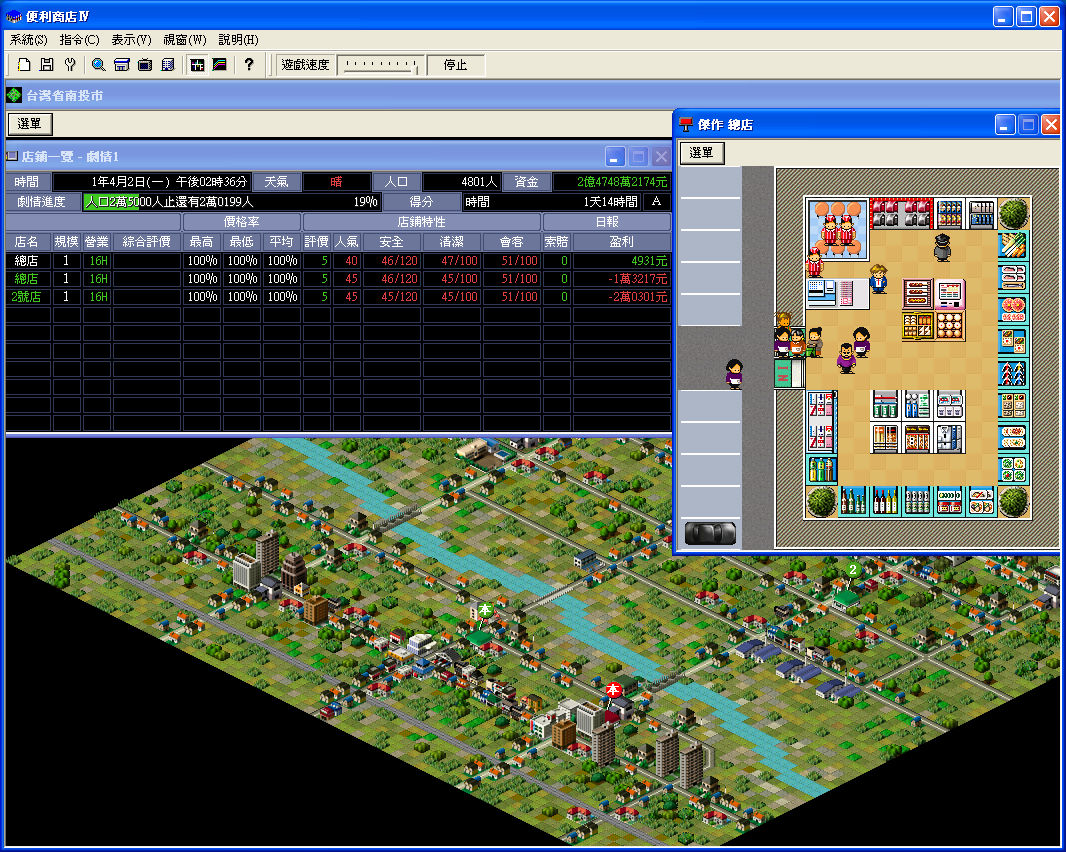 便利商店Ⅳ
系統(S) 指令(C) 表示(V) 視窗(W) 說明(H)
遊戲速度 停止
台灣省南投市
選單
店鋪一覽 - 劇情1
時間 1年4月2日(一) 午後02時36分 天氣 晴 人口 4801人 資金 2億4748萬2174元
劇情進度 人口2萬5000人止還有2萬0199人 19% 得分 時間 1天14時間 A
價格率 店鋪特性 日報
店名 規模 營業 綜合評價 最高 最低 平均 評價 人氣 安全 清潔 會客 索賠 盈利
總店 1 16H 100% 100% 100% 5 40 46/120 47/100 51/100 0 4931元
總店 1 16H 100% 100% 100% 5 45 46/120 45/100 51/100 0 -1萬3217元
2號店 1 16H 100% 100% 100% 5 45 45/120 45/100 51/100 0 -2萬0301元
傑作 總店
選單
IN
2
本
本